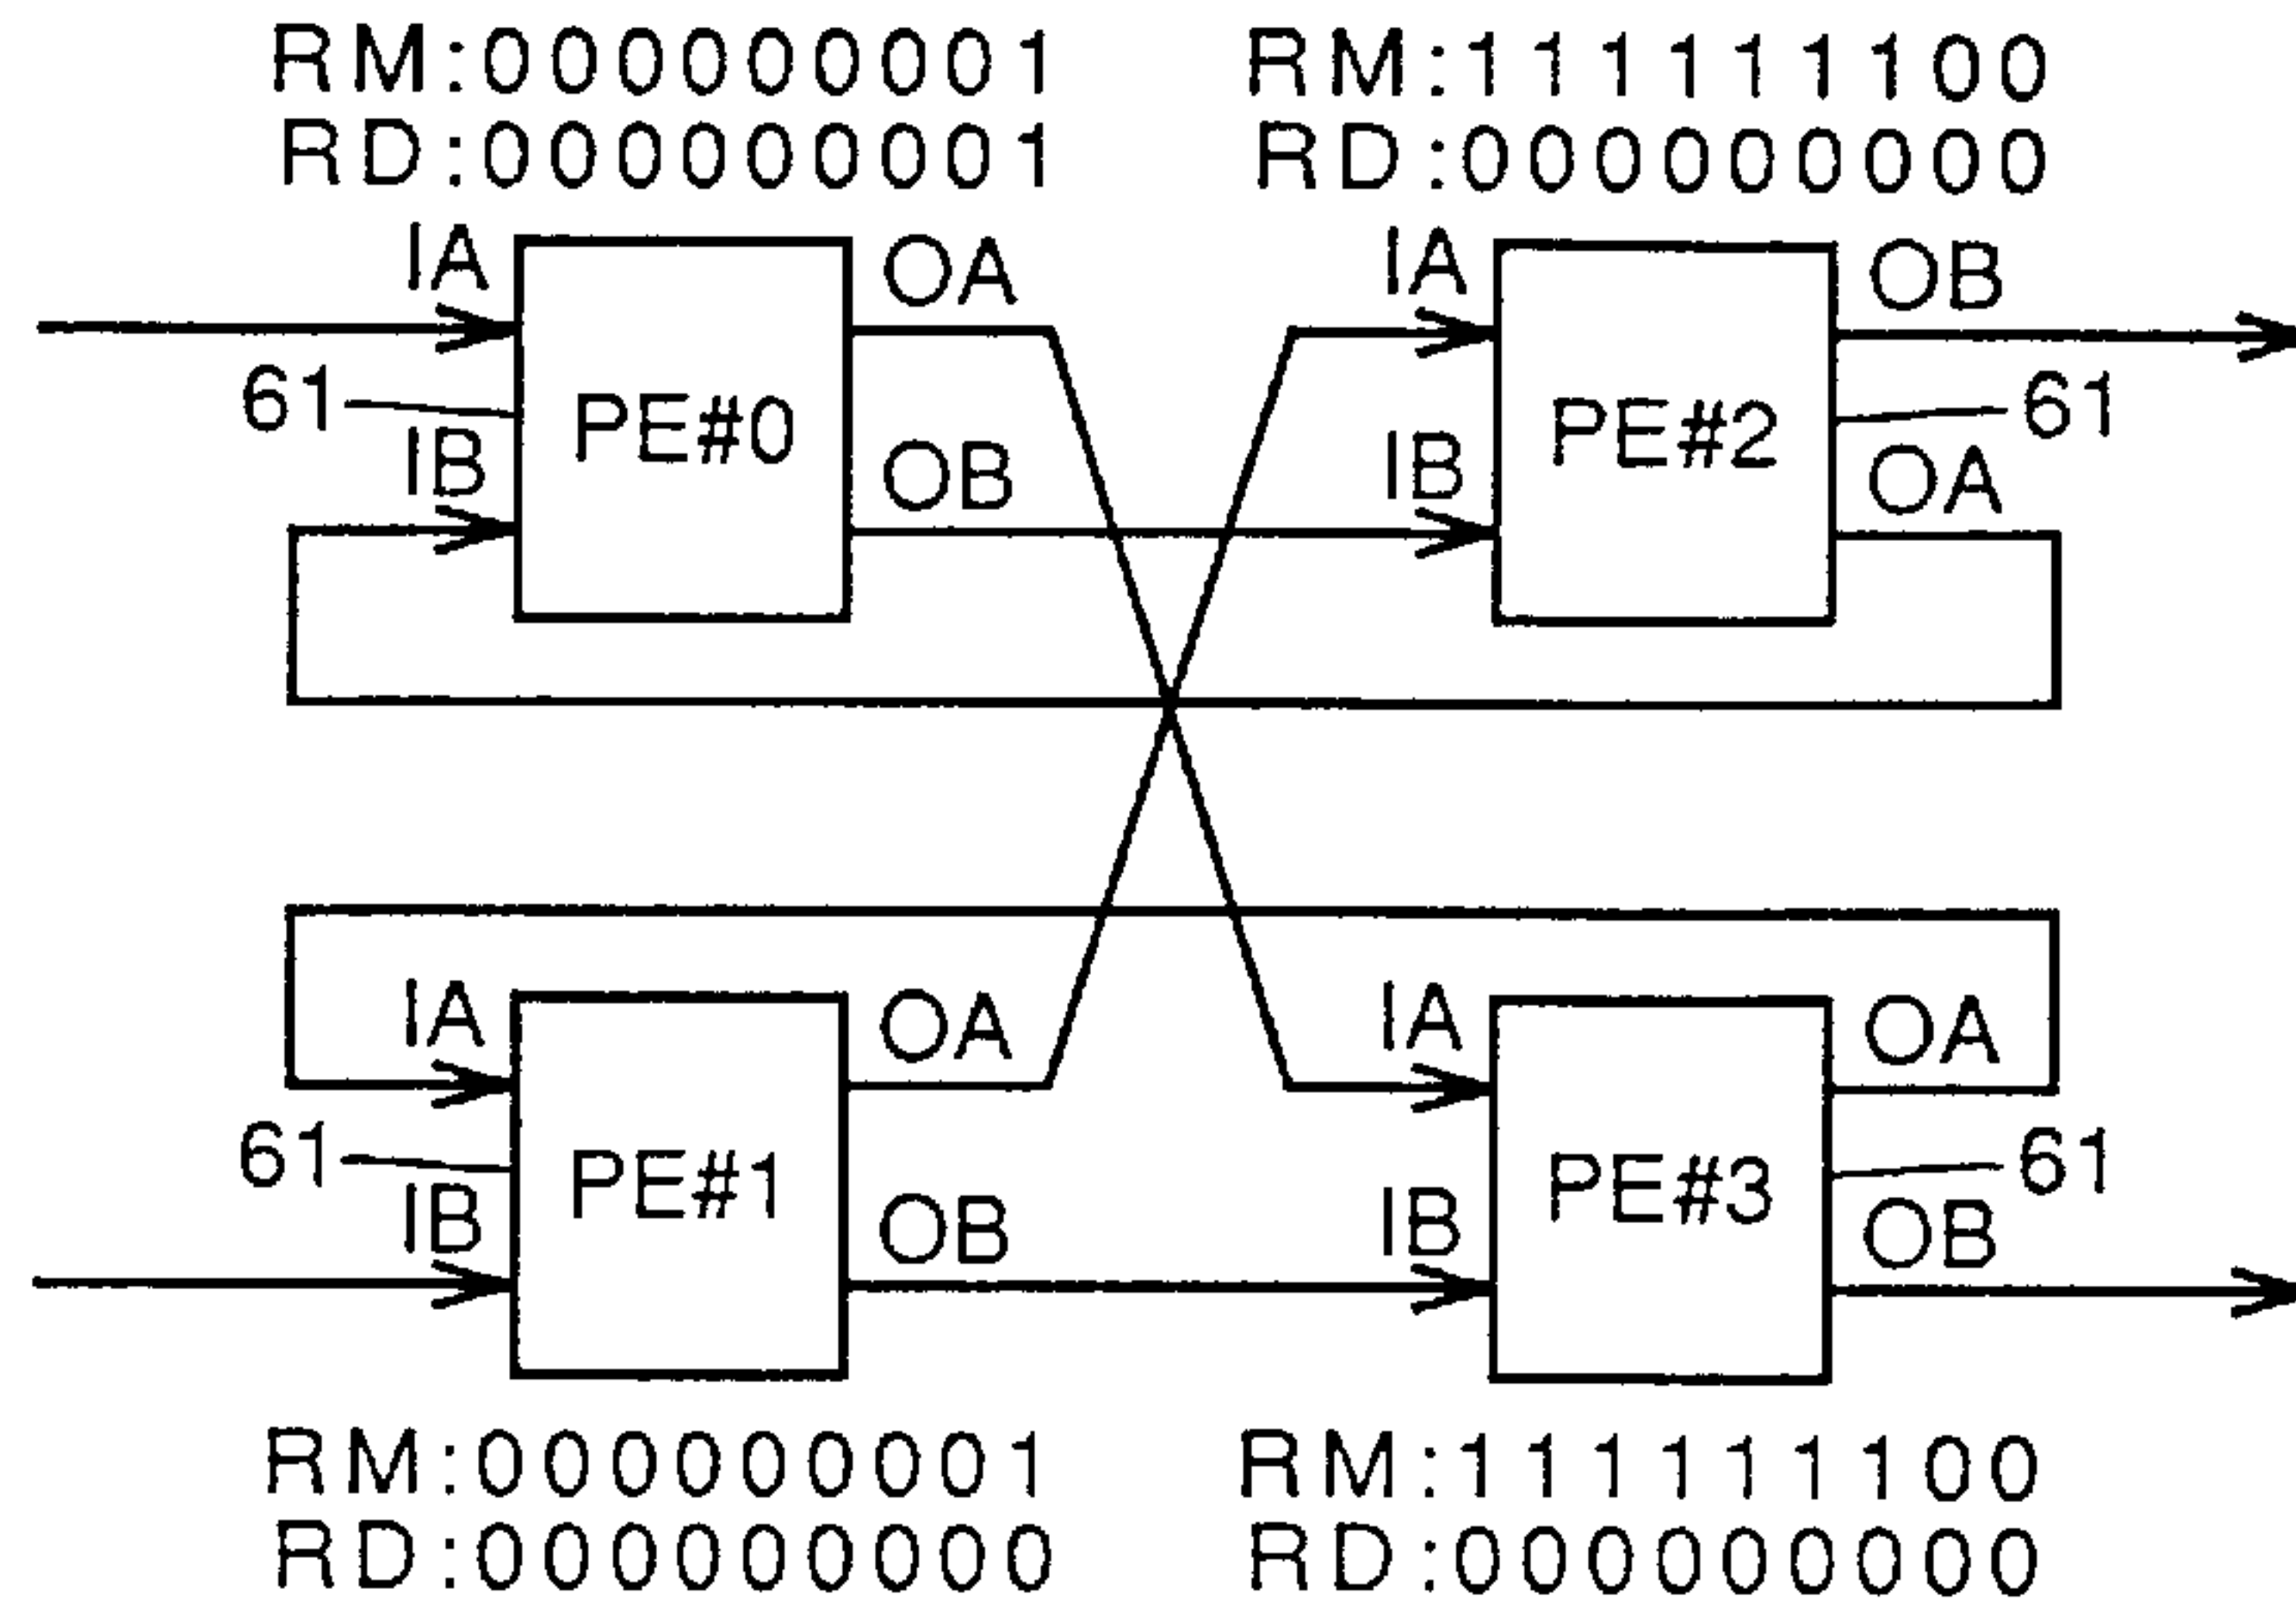 RM:000000001
RM:111111100
RD:000000001
RD:000000000
IA
OA
IA
OB
61
PE#0
PE#2
61
IB
OB
IB
OA
IA
OA
IA
OA
61
PE#1
PE#3
61
IB
OB
IB
OB
RM:000000001
RM:111111100
RD:000000000
RD:000000000